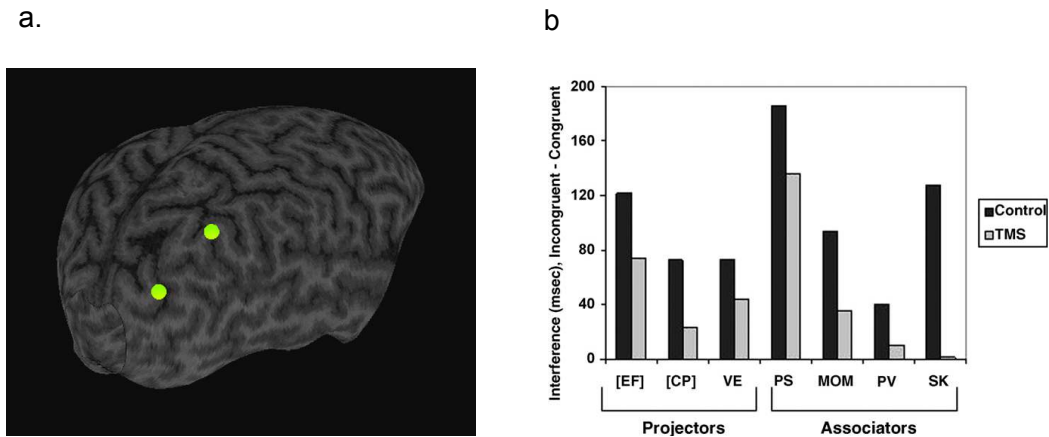 a.
b
Interference (msec), Incongruent - Congruent
200
160
120
80
40
0
[EF] [CP] VE PS MOM PV SK
Projectors Associators
Control
TMS